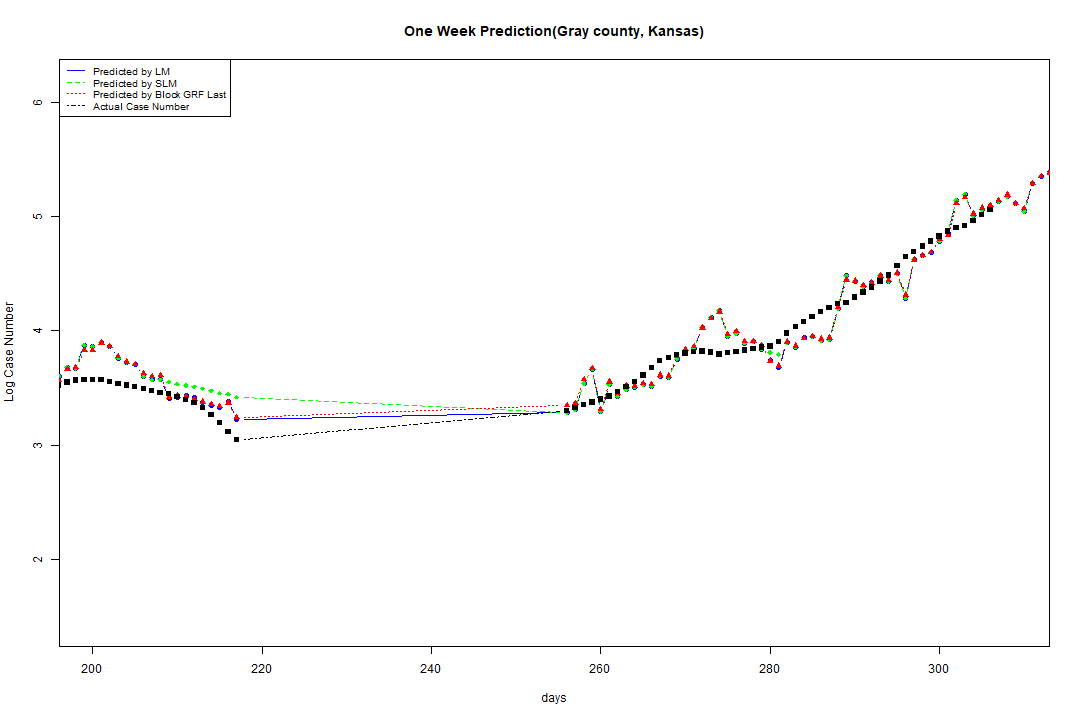 One Week Prediction(Gray county, Kansas)
Predicted by LM
Predicted by SLM
Predicted by Block GRF Last
Actual Case Number
6
5
4
3
2
Log Case Number
200 220 240 260 280 300
days